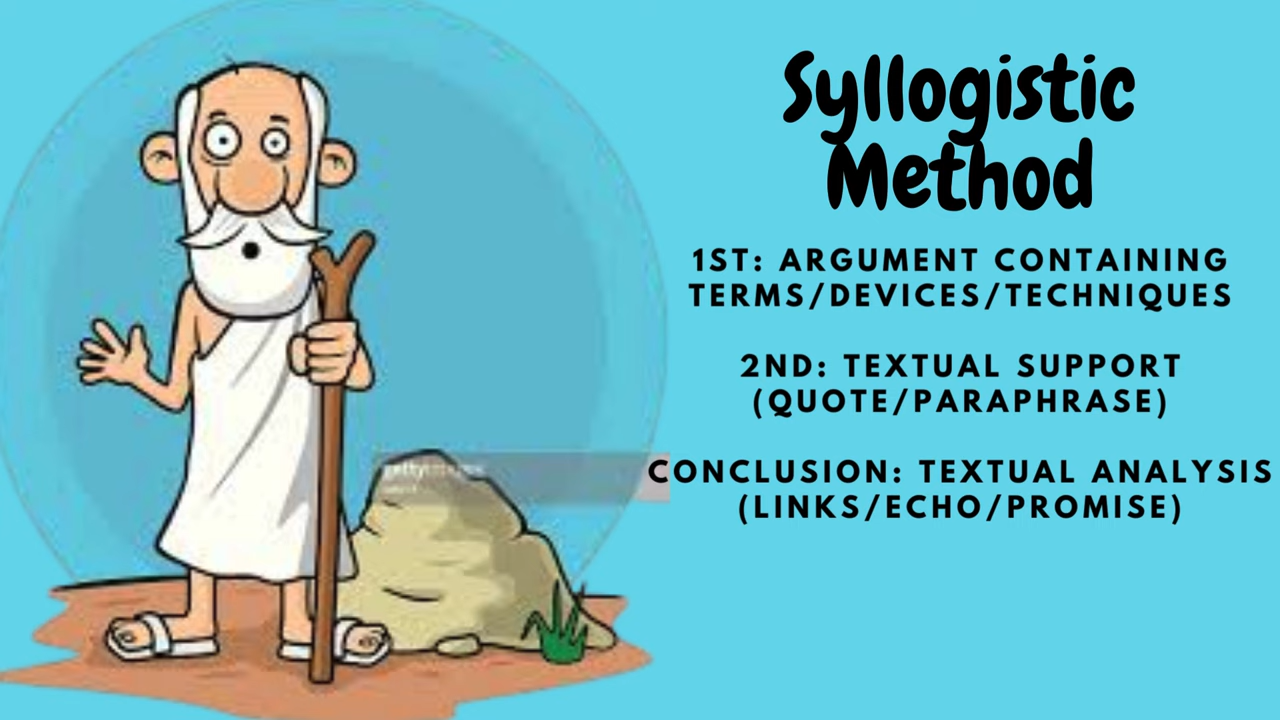 Syllogistic
Method
1ST: ARGUMENT CONTAINING
TERMS/DEVICES/TECHNIQUES
2ND: TEXTUAL SUPPORT
(QUOTE/PARAPHRASE)
CONCLUSION: TEXTUAL ANALYSIS
(LINKS/ECHO/PROMISE)